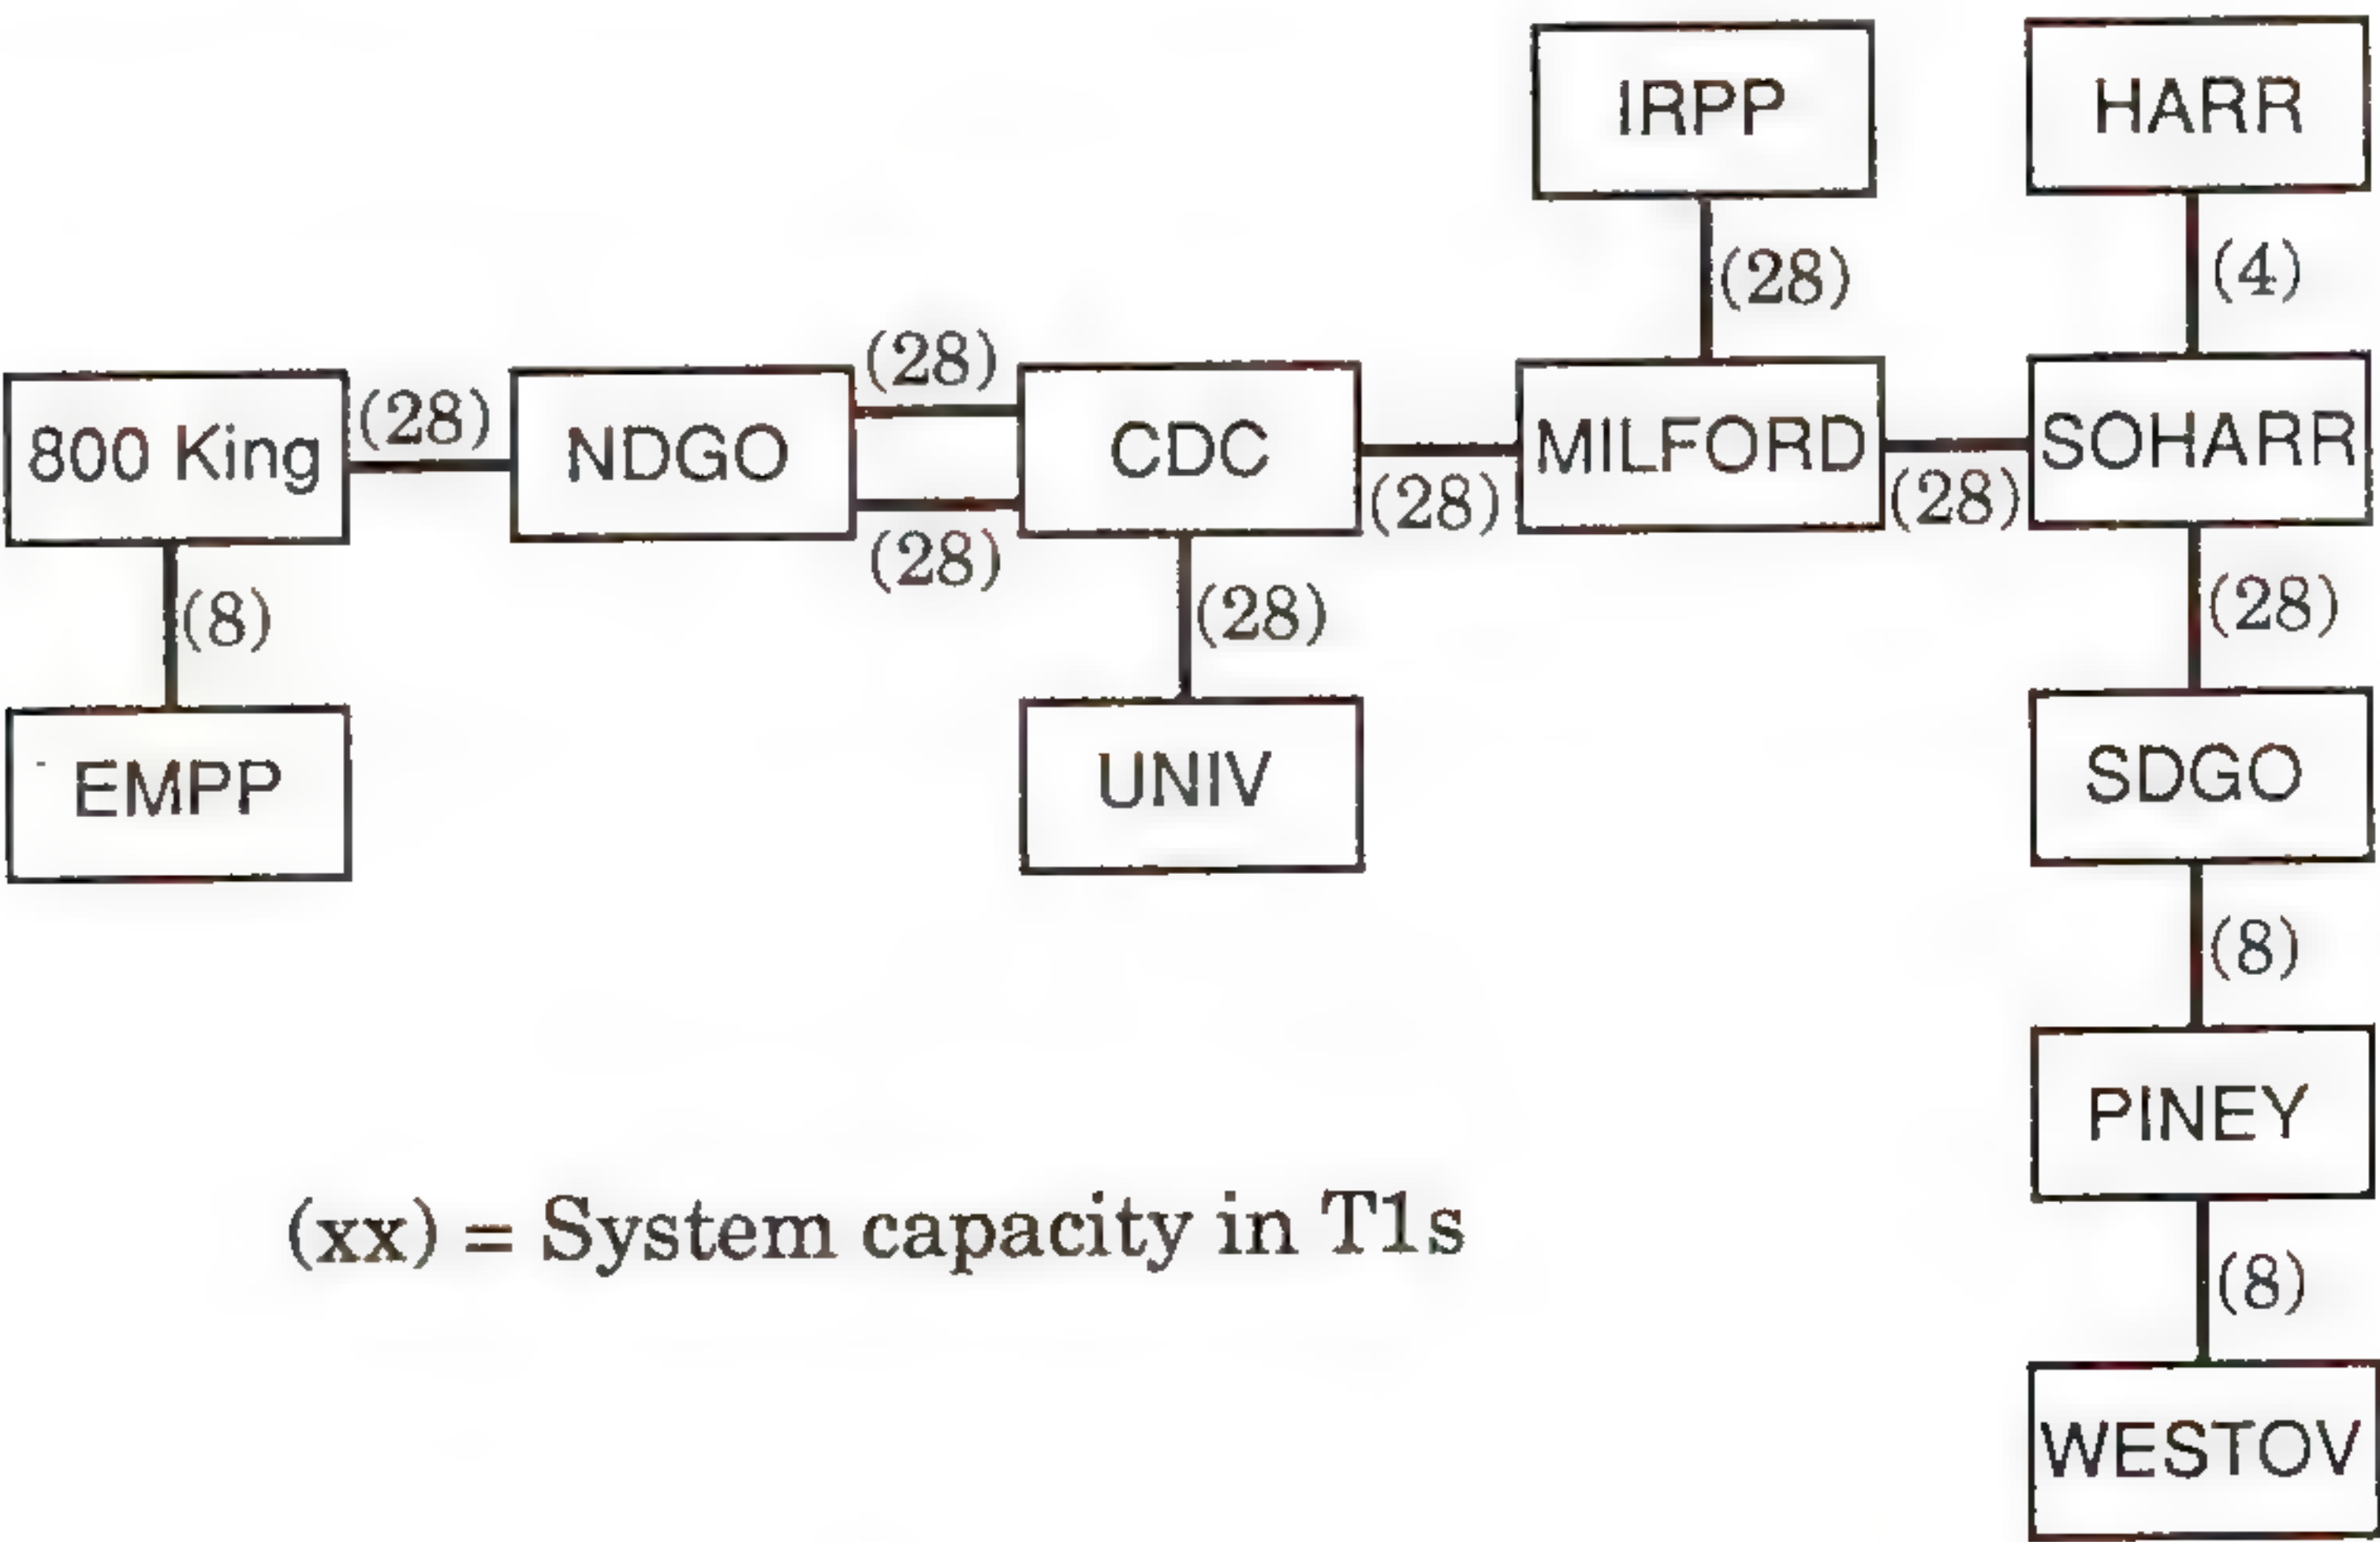 IRPP
HARR
(28)
(4)
800 King
(28)
NDGO
(28)
(28)
CDC
(28)
MILFORD
(28)
SOHARR
(8)
(28)
(28)
EMPP
UNIV
SDGO
(8)
PINEY
(xx) = System capacity in T1s
(8)
WESTOV